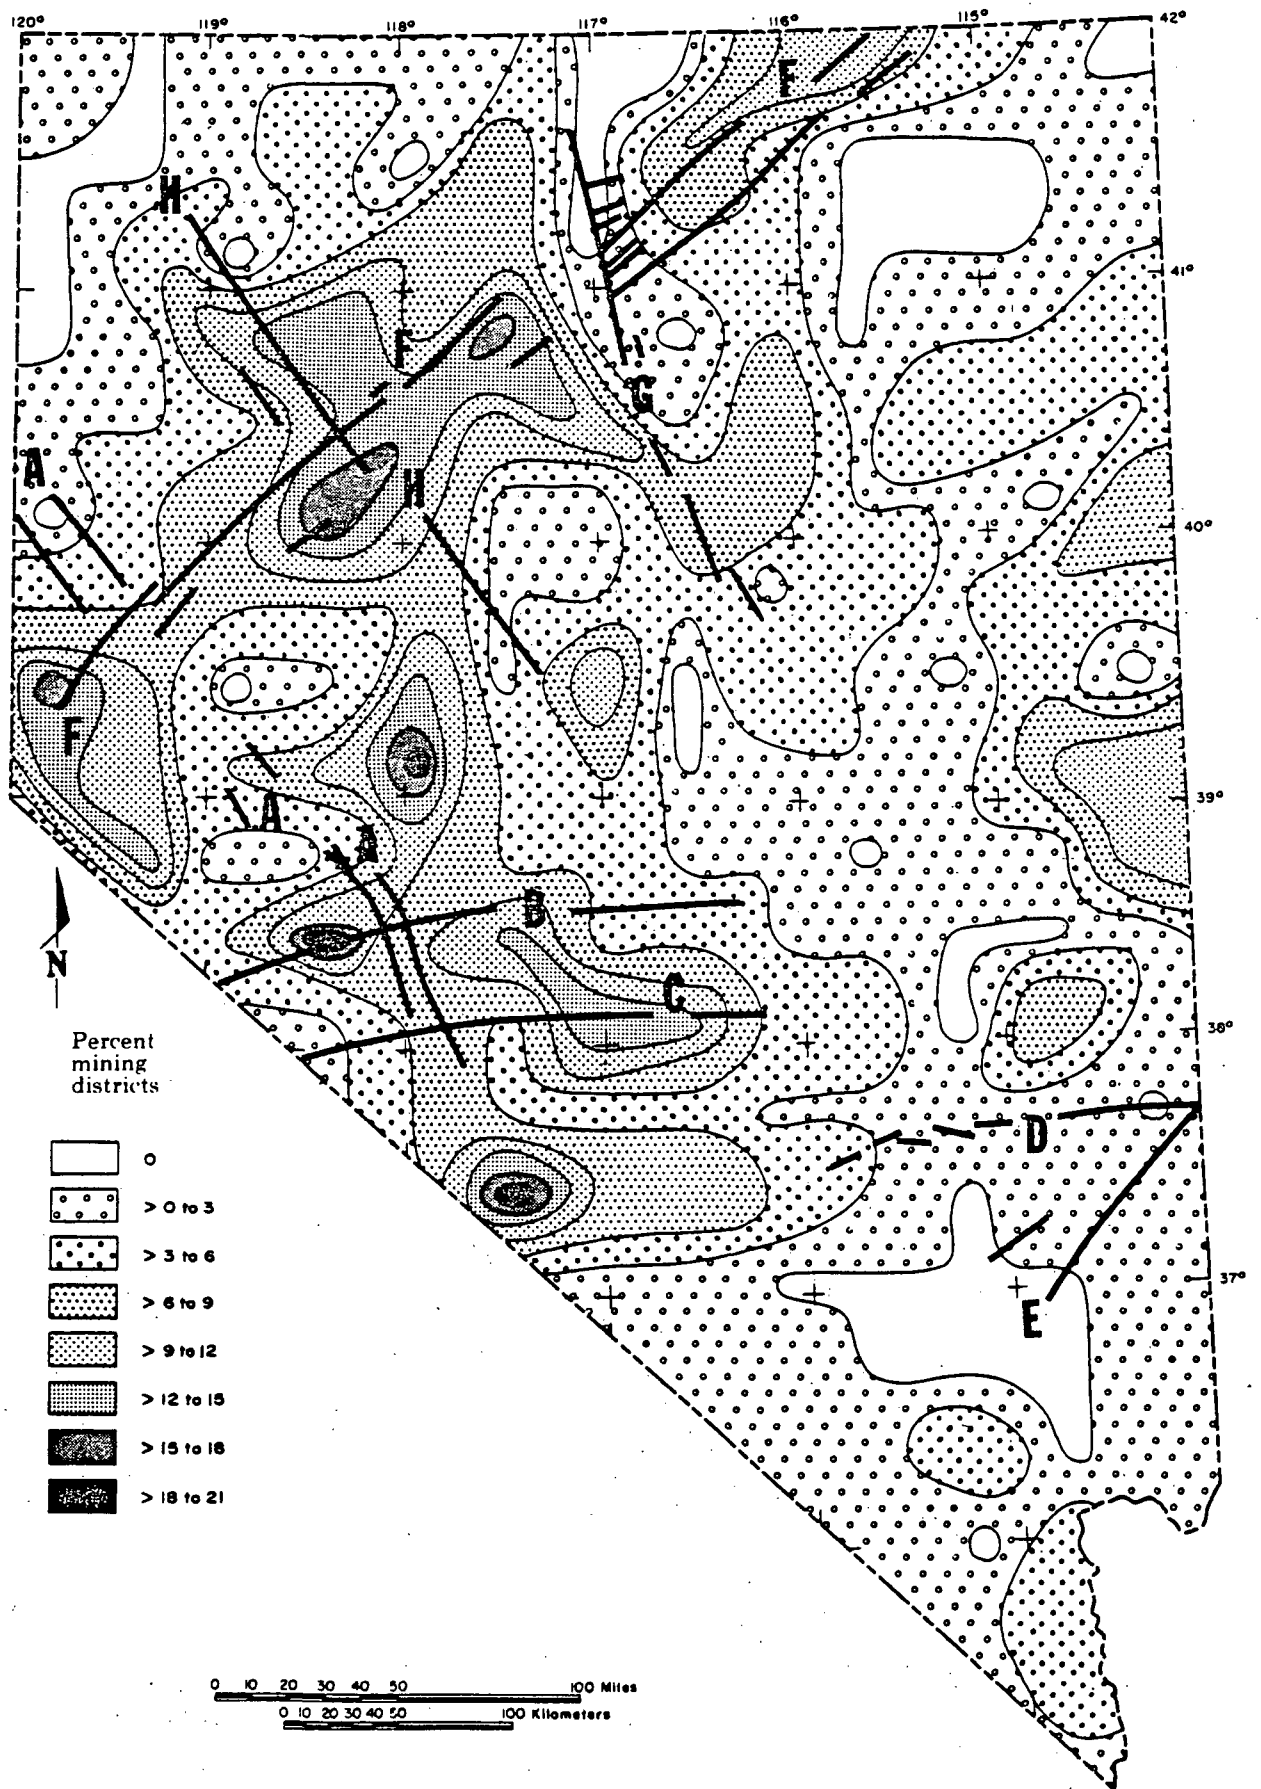 120° 119° 118° 117° 116° 115° 42°
F
H
41°
F
G
A
H
40°
F
A
39°
A
B
N
C
38°
Percent
mining
districts
D
0
> 0 to 3
> 3 to 6
37°
> 6 to 9
E
> 9 to 12
> 12 to 15
> 15 to 18
> 18 to 21
0 10 20 30 40 50 100 Miles
0 10 20 30 40 50 100 Kilometers